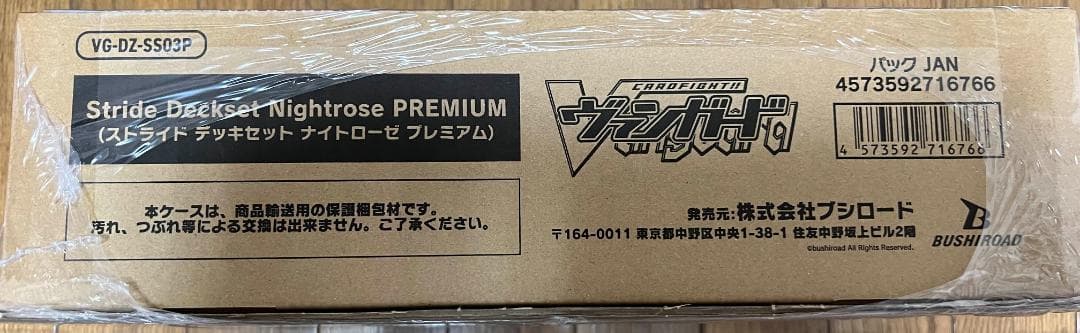 VG-DZ-SS03P
Stride Deckset Nightrose PREMIUM
(ストライド デッキセット ナイトローゼ プレミアム)
本ケースは、商品輸送用の保護梱包材です。
汚れ、つぶれ等による交換は出来ません。ご了承ください。
CARDFIGHT!!
ヴァンガード
Vanguard
パック JAN
4573592716766
4 573592 716766
発売元:株式会社ブシロード
〒164-0011 東京都中野区中央1-38-1 住友中野坂上ビル2階
©bushiroad All Rights Reserved.
BUSHIROAD